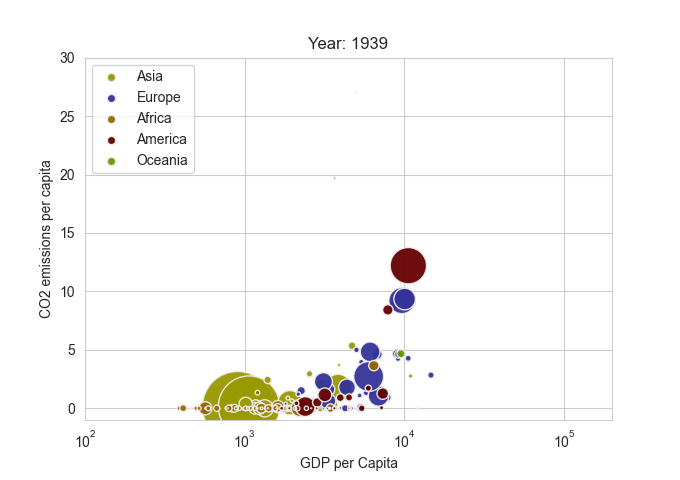 Year: 1939
30
25
20
15
10
5
0
CO2 emissions per capita
Asia
Europe
Africa
America
Oceania
10²
10³
10⁴
10⁵
GDP per Capita